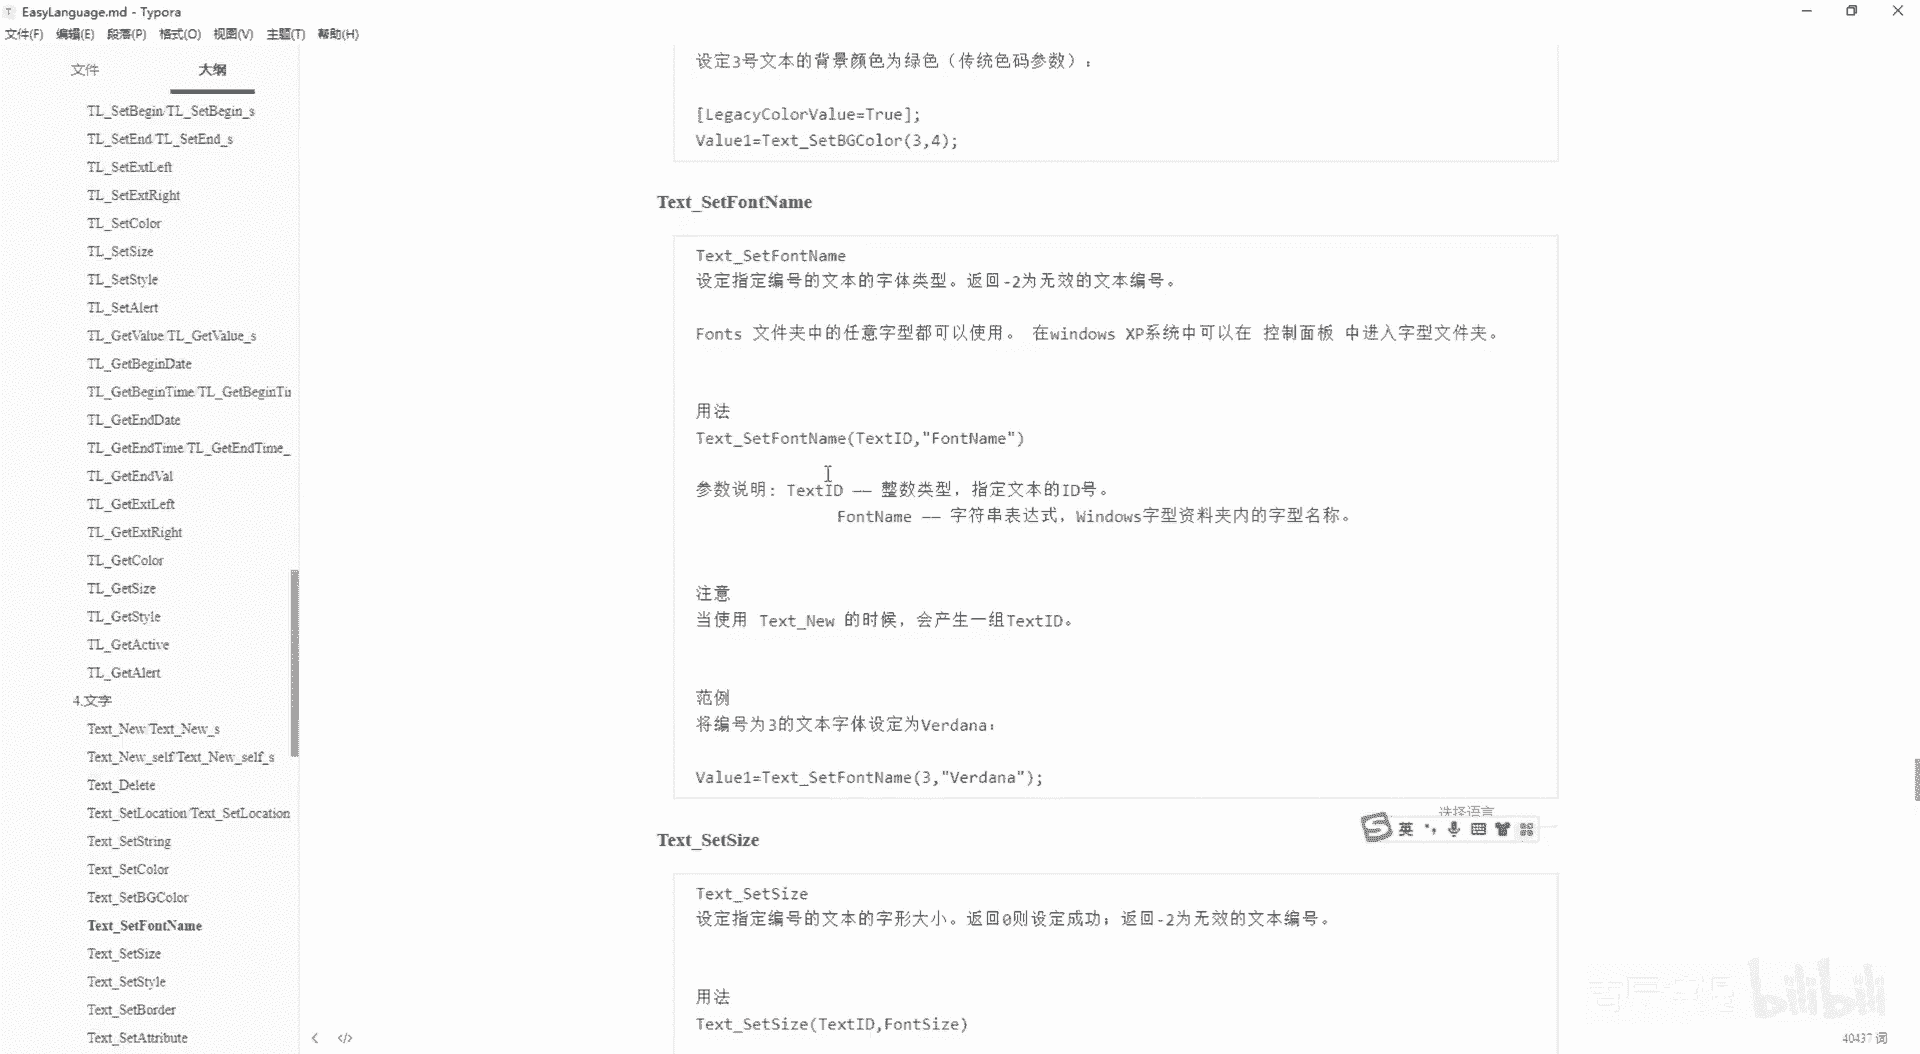 EasyLanguage.md - Typora
文件(F) 编辑(E) 段落(P) 格式(O) 视图(V) 主题(T) 帮助(H)
文件 大纲
TL_SetBegin/TL_SetBegin_s
TL_SetEnd/TL_SetEnd_s
TL_SetExtLeft
TL_SetExtRight
TL_SetColor
TL_SetSize
TL_SetStyle
TL_SetAlert
TL_GetValue/TL_GetValue_s
TL_GetBeginDate
TL_GetBeginTime/TL_GetBeginTi
TL_GetEndDate
TL_GetEndTime/TL_GetEndTime_
TL_GetEndVal
TL_GetExtLeft
TL_GetExtRight
TL_GetColor
TL_GetSize
TL_GetStyle
TL_GetActive
TL_GetAlert
4.文字
Text_New/Text_New_s
Text_New_self/Text_New_self_s
Text_Delete
Text_SetLocation/Text_SetLocation
Text_SetString
Text_SetColor
Text_SetBGColor
Text_SetFontName
Text_SetSize
Text_SetStyle
Text_SetBorder
Text_SetAttribute
设定3号文本的背景颜色为绿色（传统色码参数）：
[LegacyColorValue=True];
Value1=Text_SetBGColor(3,4);
Text_SetFontName
Text_SetFontName
设定指定编号的文本的字体类型。返回-2为无效的文本编号。
Fonts 文件夹中的任意字型都可以使用。 在windows XP系统中可以在 控制面板 中进入字型文件夹。
用法
Text_SetFontName(TextID,"FontName")
参数说明: TextID —— 整数类型，指定文本的ID号。
FontName —— 字符串表达式，Windows字型资料夹内的字型名称。
注意
当使用 Text_New 的时候，会产生一组TextID。
范例
将编号为3的文本字体设定为Verdana：
Value1=Text_SetFontName(3,"Verdana");
选择语言
英
Text_SetSize
Text_SetSize
设定指定编号的文本的字形大小。返回0则设定成功；返回-2为无效的文本编号。
用法
Text_SetSize(TextID,FontSize)
bilibili
40437 词